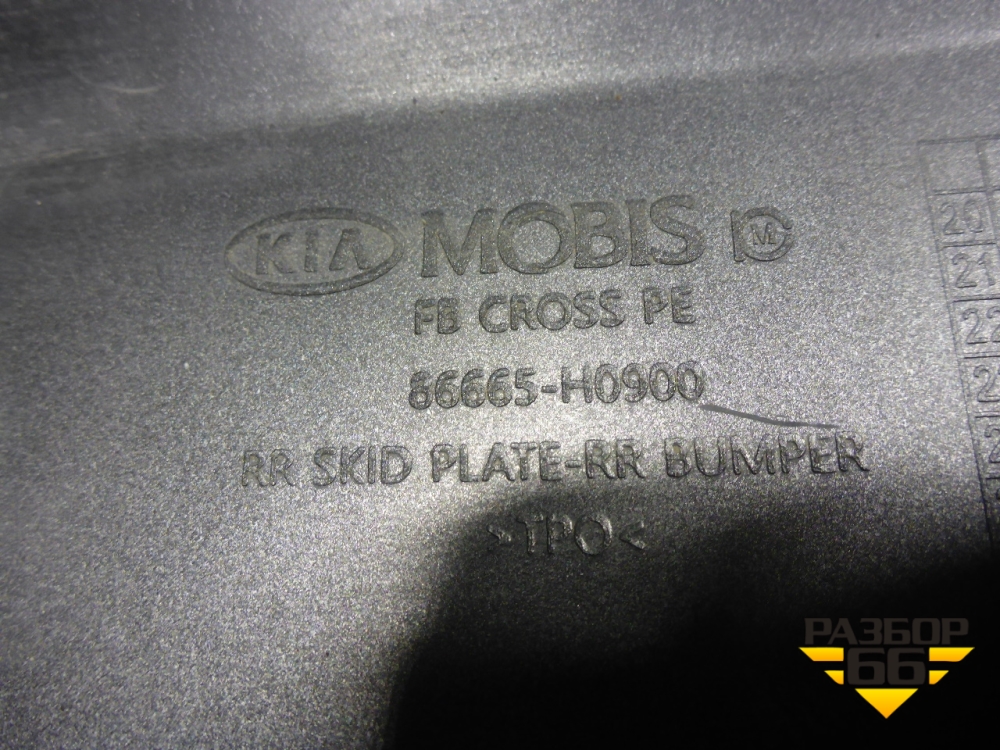 KIA MOBIS M
FB CROSS PE
86665-H0900
RR SKID PLATE-RR BUMPER
>TPO<
20
21
22
РАЗБОР
66